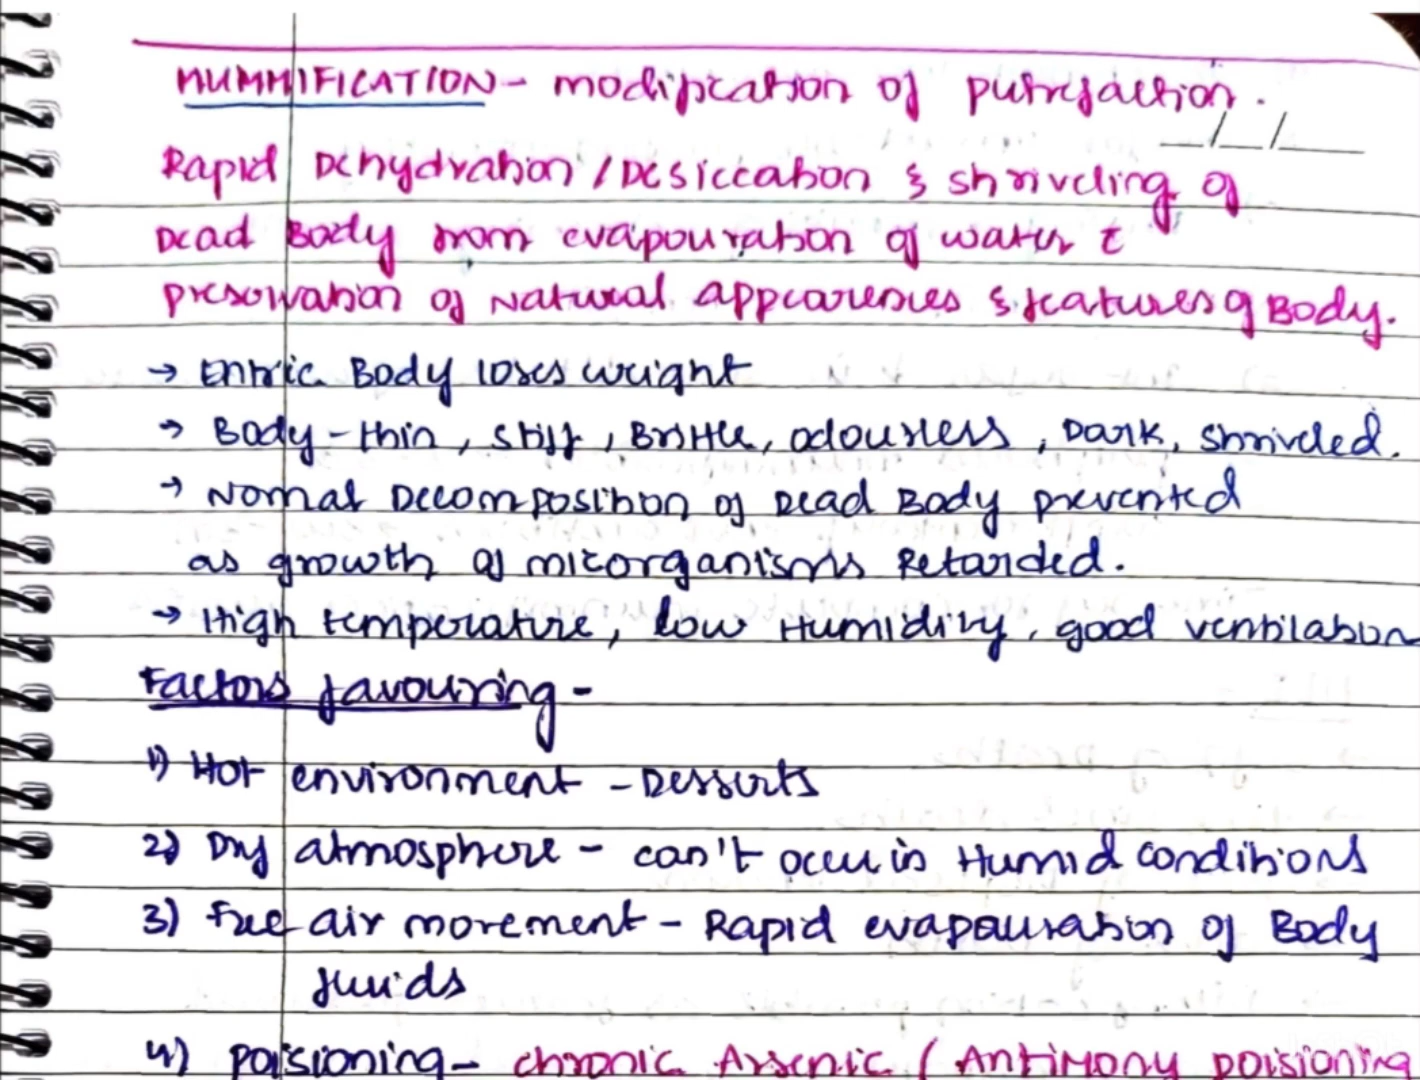 MUMMIFICATION - modification of putrefaction.
Rapid Dehydration / Desiccation & shriveling of
Dead Body from evapouration of water c̄
preservation of Natural appearences & features of Body.
→ Entire Body loses weight
→ Body - thin, stiff, Brittle, odourless, Dark, shriveled.
→ Nomal Decomposition of Dead Body prevented
as growth of micorganisms Retarded.
→ High temperature, low Humidity, good ventilation
Factors favouring -
1) Hot environment - Desserts
2) Dry atmosphere - can't occur in Humid conditions
3) Free air movement - Rapid evapouration of Body
fluids
4) Poisioning - chronic Arsenic / Antimony poisioning